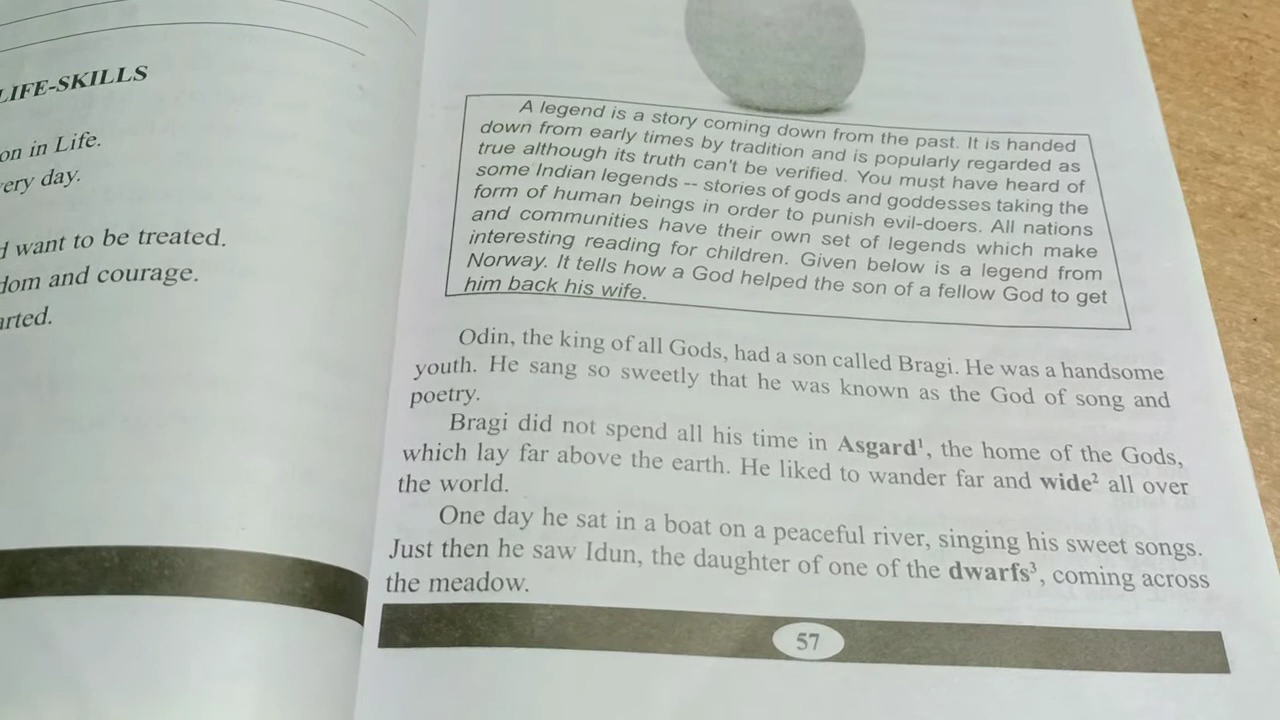 LIFE-SKILLS
on in Life.
very day.
d want to be treated.
dom and courage.
arted.
A legend is a story coming down from the past. It is handed
down from early times by tradition and is popularly regarded as
true although its truth can't be verified. You must have heard of
some Indian legends -- stories of gods and goddesses taking the
form of human beings in order to punish evil-doers. All nations
and communities have their own set of legends which make
interesting reading for children. Given below is a legend from
Norway. It tells how a God helped the son of a fellow God to get
him back his wife.
Odin, the king of all Gods, had a son called Bragi. He was a handsome
youth. He sang so sweetly that he was known as the God of song and
poetry.
Bragi did not spend all his time in Asgard¹, the home of the Gods,
which lay far above the earth. He liked to wander far and wide² all over
the world.
One day he sat in a boat on a peaceful river, singing his sweet songs.
Just then he saw Idun, the daughter of one of the dwarfs³, coming across
the meadow.
57